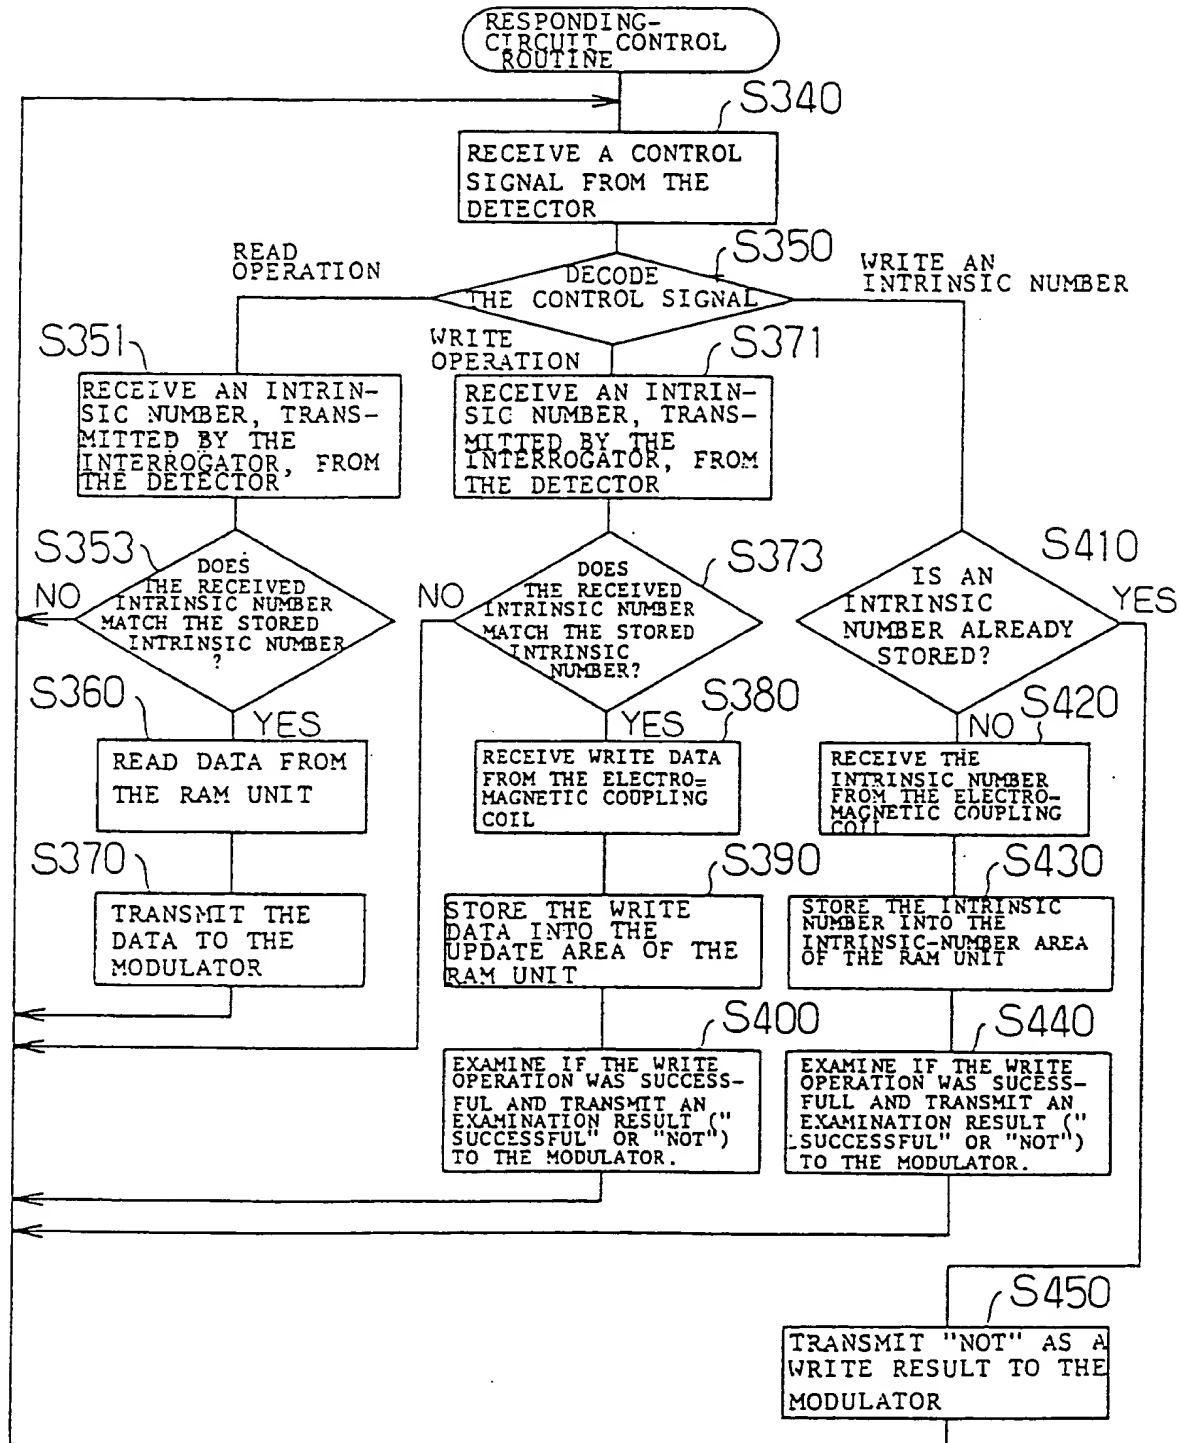 RESPONDING-
CIRCUIT CONTROL
ROUTINE
S340
RECEIVE A CONTROL
SIGNAL FROM THE
DETECTOR
S350
DECODE
THE CONTROL SIGNAL
READ
OPERATION
WRITE
OPERATION
WRITE AN
INTRINSIC NUMBER
S351
RECEIVE AN INTRIN-
SIC NUMBER, TRANS-
MITTED BY THE
INTERROGATOR, FROM
THE DETECTOR
S371
RECEIVE AN INTRIN-
SIC NUMBER, TRANS-
MITTED BY THE
INTERROGATOR, FROM
THE DETECTOR
S353
DOES
THE RECEIVED
INTRINSIC NUMBER
MATCH THE STORED
INTRINSIC NUMBER
?
NO
YES
S373
DOES
THE RECEIVED
INTRINSIC NUMBER
MATCH THE STORED
INTRINSIC
NUMBER?
NO
YES
S410
IS AN
INTRINSIC
NUMBER ALREADY
STORED?
YES
NO
S360
READ DATA FROM
THE RAM UNIT
S380
RECEIVE WRITE DATA
FROM THE ELECTRO=
MAGNETIC COUPLING
COIL
S420
RECEIVE THE
INTRINSIC NUMBER
FROM THE ELECTRO-
MAGNETIC COUPLING
COIL
S370
TRANSMIT THE
DATA TO THE
MODULATOR
S390
STORE THE WRITE
DATA INTO THE
UPDATE AREA OF THE
RAM UNIT
S430
STORE THE INTRINSIC
NUMBER INTO THE
INTRINSIC-NUMBER AREA
OF THE RAM UNIT
S400
EXAMINE IF THE WRITE
OPERATION WAS SUCCESS-
FUL AND TRANSMIT AN
EXAMINATION RESULT ("
SUCCESSFUL" OR "NOT")
TO THE MODULATOR.
S440
EXAMINE IF THE WRITE
OPERATION WAS SUCESS-
FULL AND TRANSMIT AN
EXAMINATION RESULT ("
SUCCESSFUL" OR "NOT")
TO THE MODULATOR.
S450
TRANSMIT "NOT" AS A
WRITE RESULT TO THE
MODULATOR